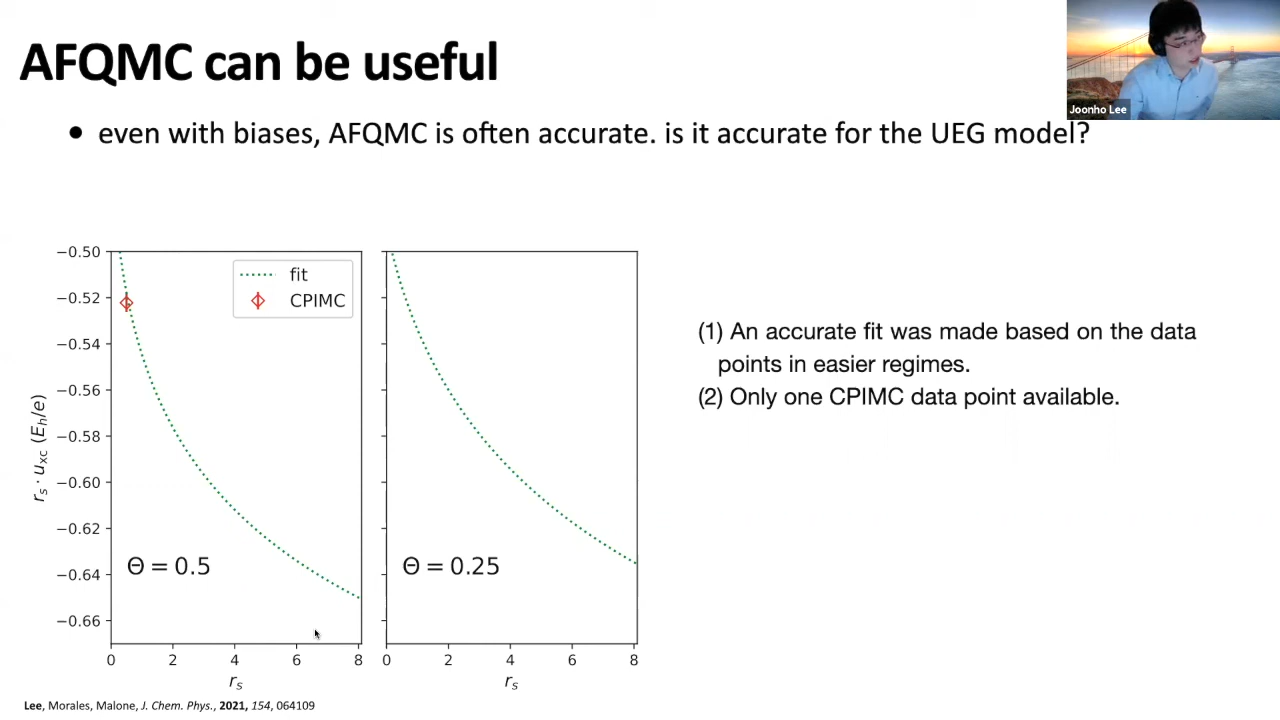 AFQMC can be useful
Joonho Lee
• even with biases, AFQMC is often accurate. is it accurate for the UEG model?
−0.50
−0.52
−0.54
−0.56
−0.58
−0.60
−0.62
−0.64
−0.66
r_s · u_xc (E_h/e)
fit
CPIMC
Θ = 0.5
0 2 4 6 8
r_s
Θ = 0.25
0 2 4 6 8
r_s
(1) An accurate fit was made based on the data
points in easier regimes.
(2) Only one CPIMC data point available.
Lee, Morales, Malone, J. Chem. Phys., 2021, 154, 064109